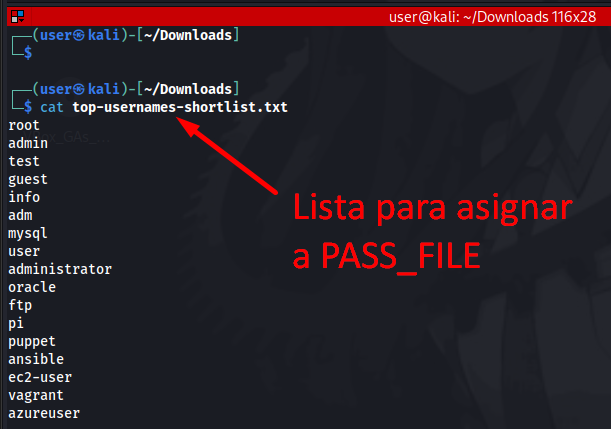 user@kali: ~/Downloads 116x28
┌──(user㉿kali)-[~/Downloads]
└─$
┌──(user㉿kali)-[~/Downloads]
└─$ cat top-usernames-shortlist.txt
root
admin
test
guest
info
adm
mysql
user
administrator
oracle
ftp
pi
puppet
ansible
ec2-user
vagrant
azureuser
Lista para asignar
a PASS_FILE